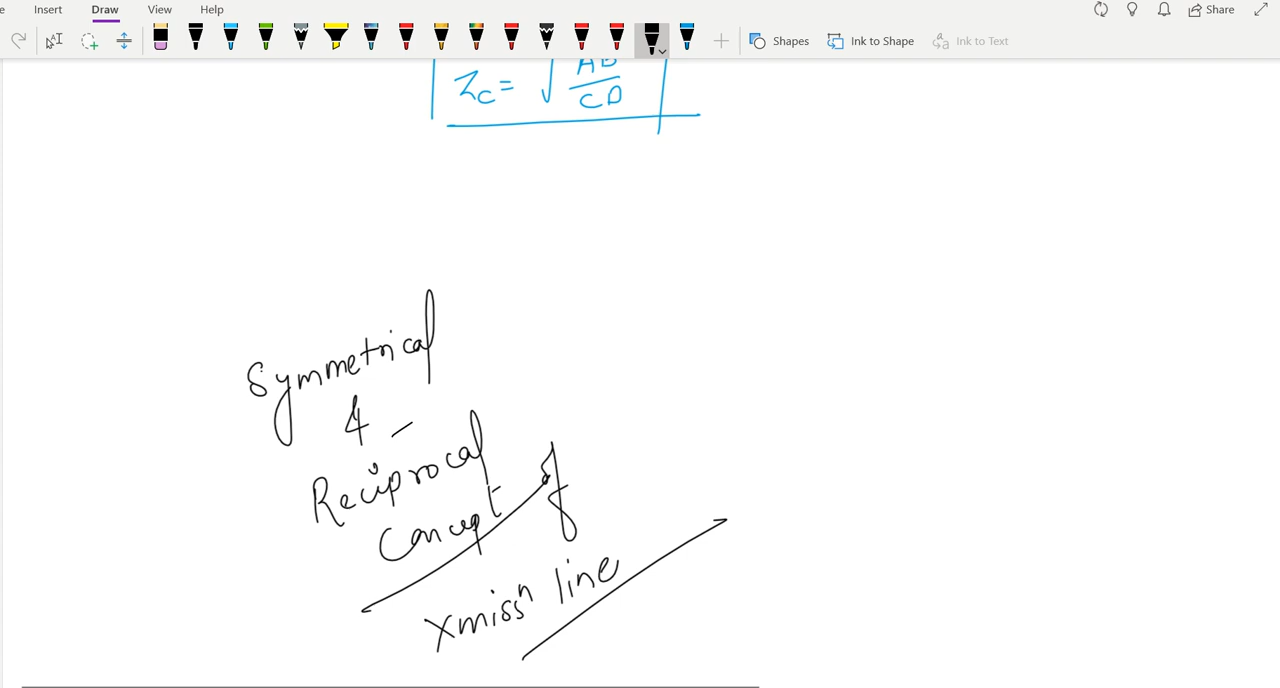 Insert Draw View Help Share
Shapes Ink to Shape Ink to Text
Zc = √ AB
CD
Symmetrical
&
Reciprocal
Concept of
Xmissⁿ line